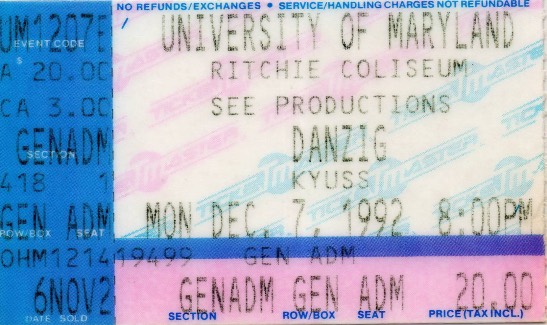 NO REFUNDS/EXCHANGES • SERVICE/HANDLING CHARGES NOT REFUNDABLE
UM1207E UNIVERSITY OF MARYLAND
EVENT CODE
$
A 20.00 RITCHIE COLISEUM
CA 3.00 SEE PRODUCTIONS
GENADM DANZIG
SECTION
418 1 KYUSS
GEN ADM MON DEC. 7, 1992 8:00PM
ROW/BOX SEAT
OHM121419499 GEN ADM
6NOV2 GENADM GEN ADM 20.00
DATE SOLD SECTION ROW/BOX SEAT PRICE (TAX INCL.)
TICKETMASTER